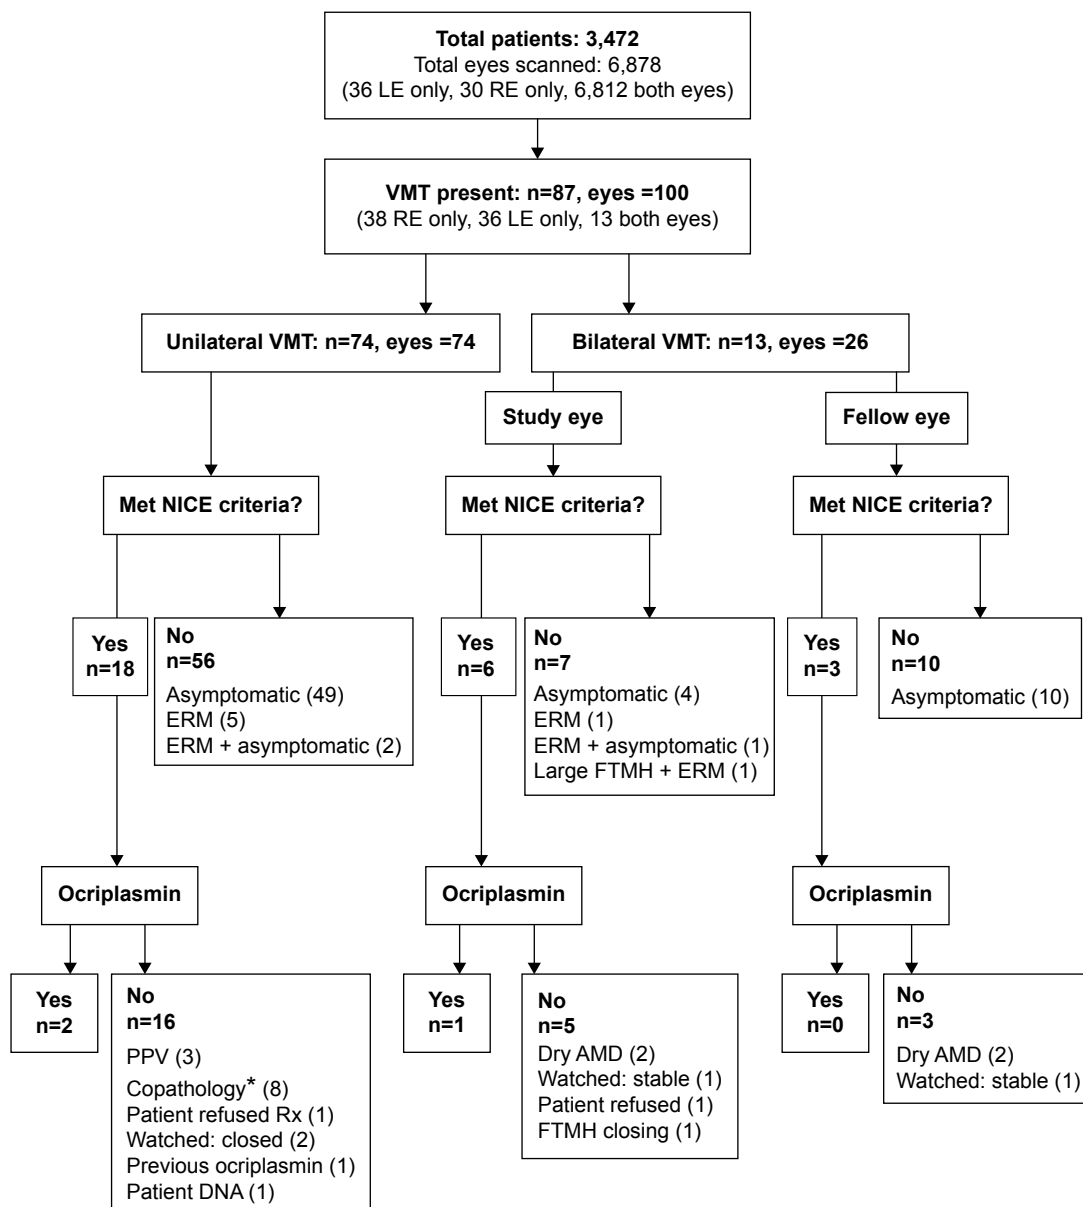 Total patients: 3,472
Total eyes scanned: 6,878
(36 LE only, 30 RE only, 6,812 both eyes)
VMT present: n=87, eyes =100
(38 RE only, 36 LE only, 13 both eyes)
Unilateral VMT: n=74, eyes =74
Bilateral VMT: n=13, eyes =26
Study eye
Fellow eye
Met NICE criteria?
Met NICE criteria?
Met NICE criteria?
Yes
n=18
No
n=56
Asymptomatic (49)
ERM (5)
ERM + asymptomatic (2)
Yes
n=6
No
n=7
Asymptomatic (4)
ERM (1)
ERM + asymptomatic (1)
Large FTMH + ERM (1)
Yes
n=3
No
n=10
Asymptomatic (10)
Ocriplasmin
Ocriplasmin
Ocriplasmin
Yes
n=2
No
n=16
PPV (3)
Copathology* (8)
Patient refused Rx (1)
Watched: closed (2)
Previous ocriplasmin (1)
Patient DNA (1)
Yes
n=1
No
n=5
Dry AMD (2)
Watched: stable (1)
Patient refused (1)
FTMH closing (1)
Yes
n=0
No
n=3
Dry AMD (2)
Watched: stable (1)